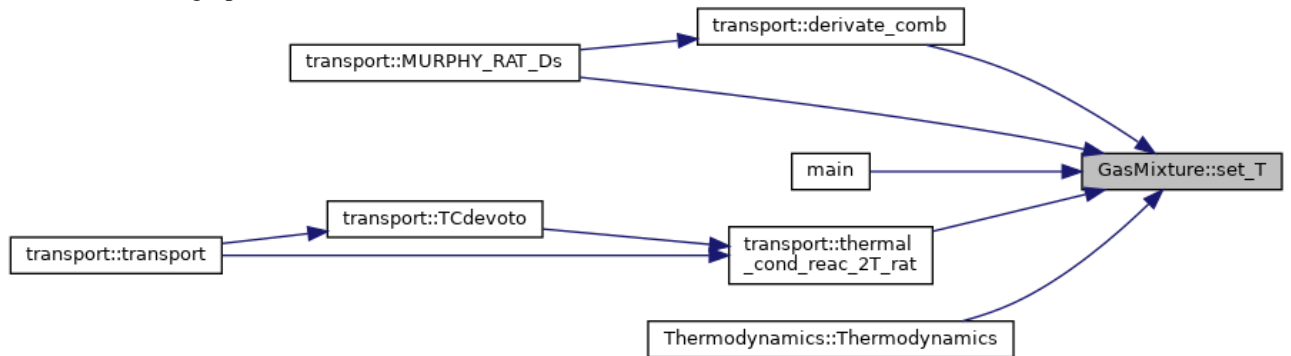 transport::derivate_comb
transport::MURPHY_RAT_Ds
main
GasMixture::set_T
transport::TCdevoto
transport::thermal
_cond_reac_2T_rat
transport::transport
Thermodynamics::Thermodynamics